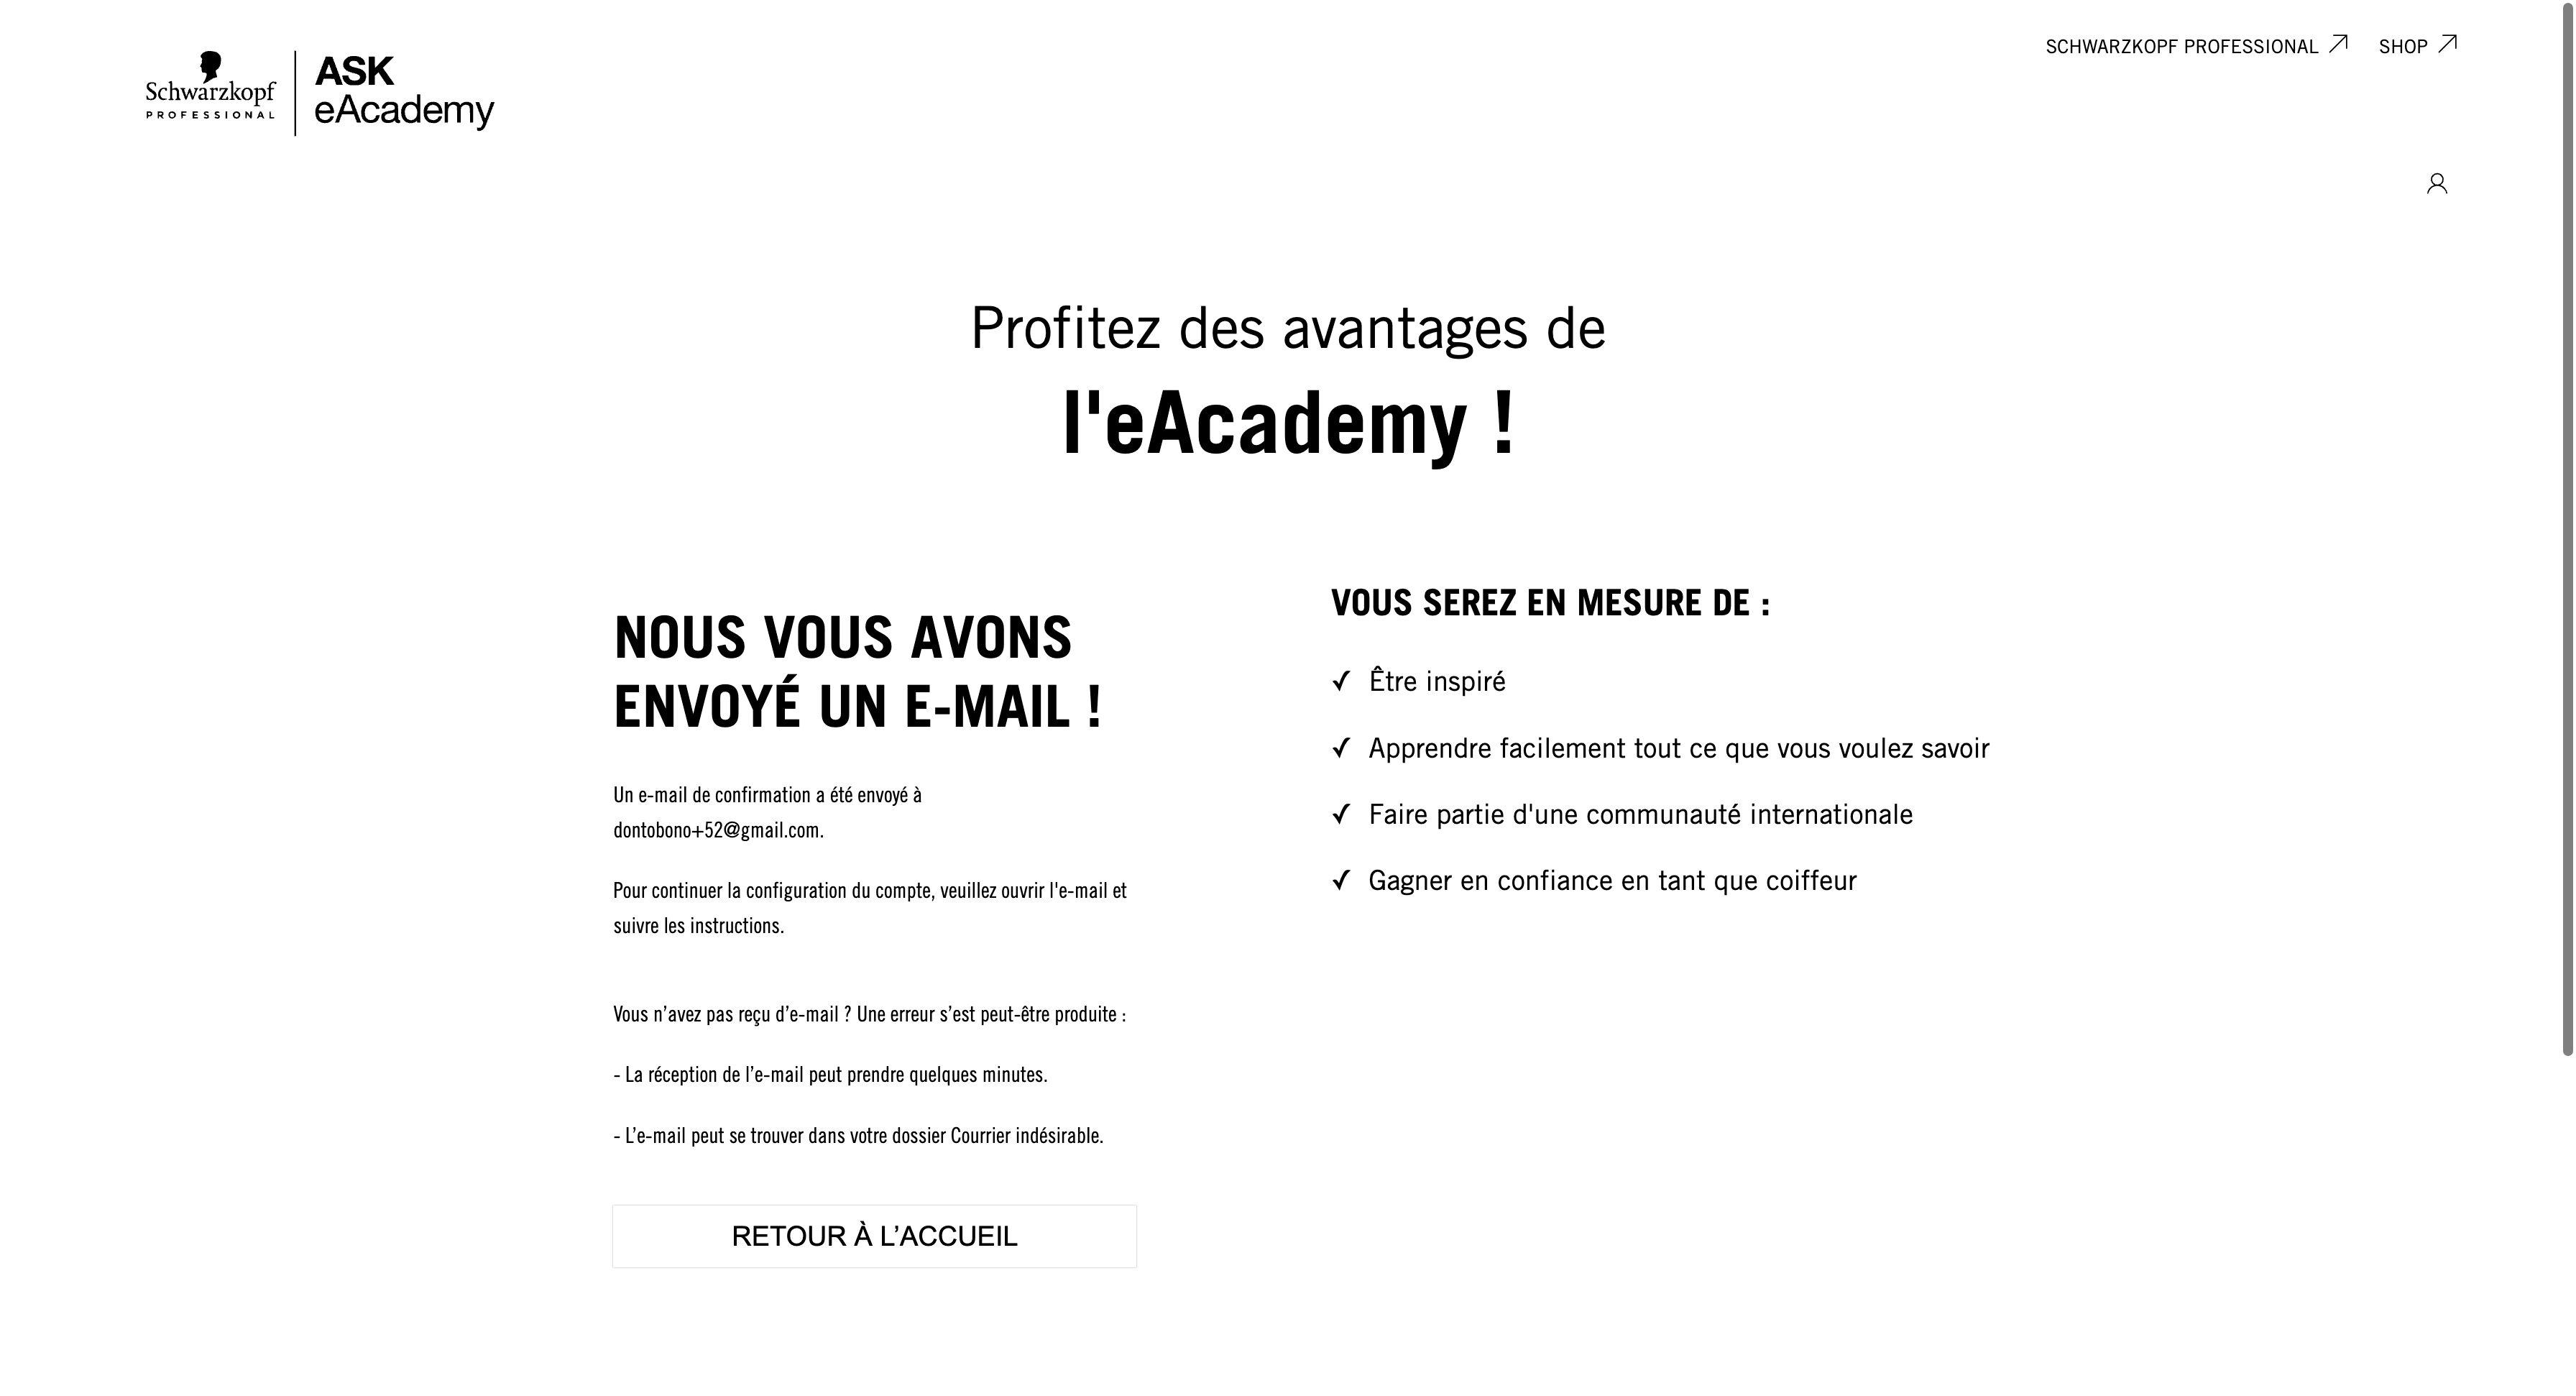 SCHWARZKOPF PROFESSIONAL
SHOP
Schwarzkopf
PROFESSIONAL
ASK
eAcademy
Profitez des avantages de
l'eAcademy !
NOUS VOUS AVONS
ENVOYÉ UN E-MAIL !
Un e-mail de confirmation a été envoyé à
dontobono+52@gmail.com.
Pour continuer la configuration du compte, veuillez ouvrir l'e-mail et
suivre les instructions.
Vous n’avez pas reçu d’e-mail ? Une erreur s’est peut-être produite :
- La réception de l’e-mail peut prendre quelques minutes.
- L’e-mail peut se trouver dans votre dossier Courrier indésirable.
RETOUR À L’ACCUEIL
VOUS SEREZ EN MESURE DE :
✓ Être inspiré
✓ Apprendre facilement tout ce que vous voulez savoir
✓ Faire partie d'une communauté internationale
✓ Gagner en confiance en tant que coiffeur